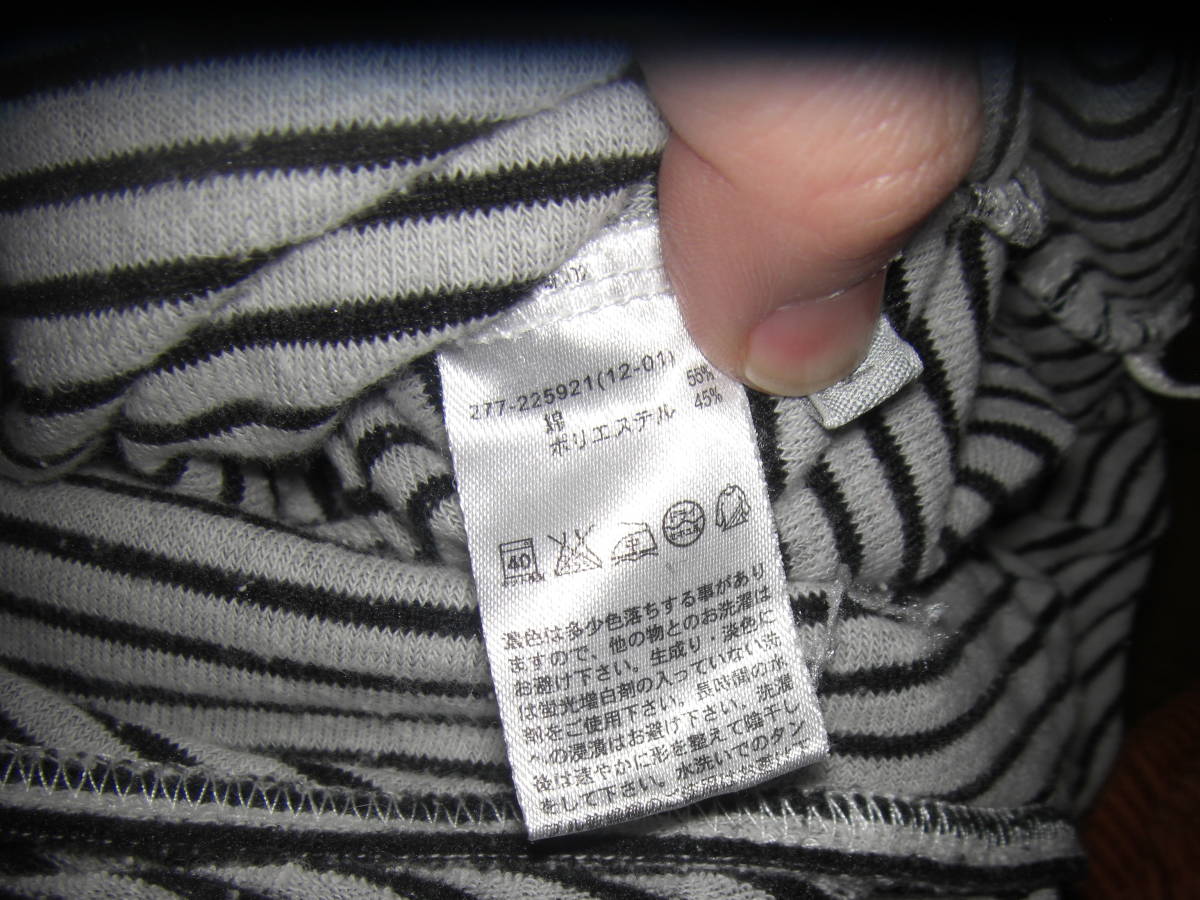 277-225921(12-01)
綿 55%
ポリエステル 45%
40
濃色は多少色落ちする事があり
ますので、他の物とのお洗濯は
お避け下さい。生成り・淡色に
は蛍光増白剤の入っていない洗
剤をご使用下さい。長時間の水
への浸漬はお避け下さい。洗濯
後は速やかに形を整えて陰干し
をして下さい。水洗いでのタン